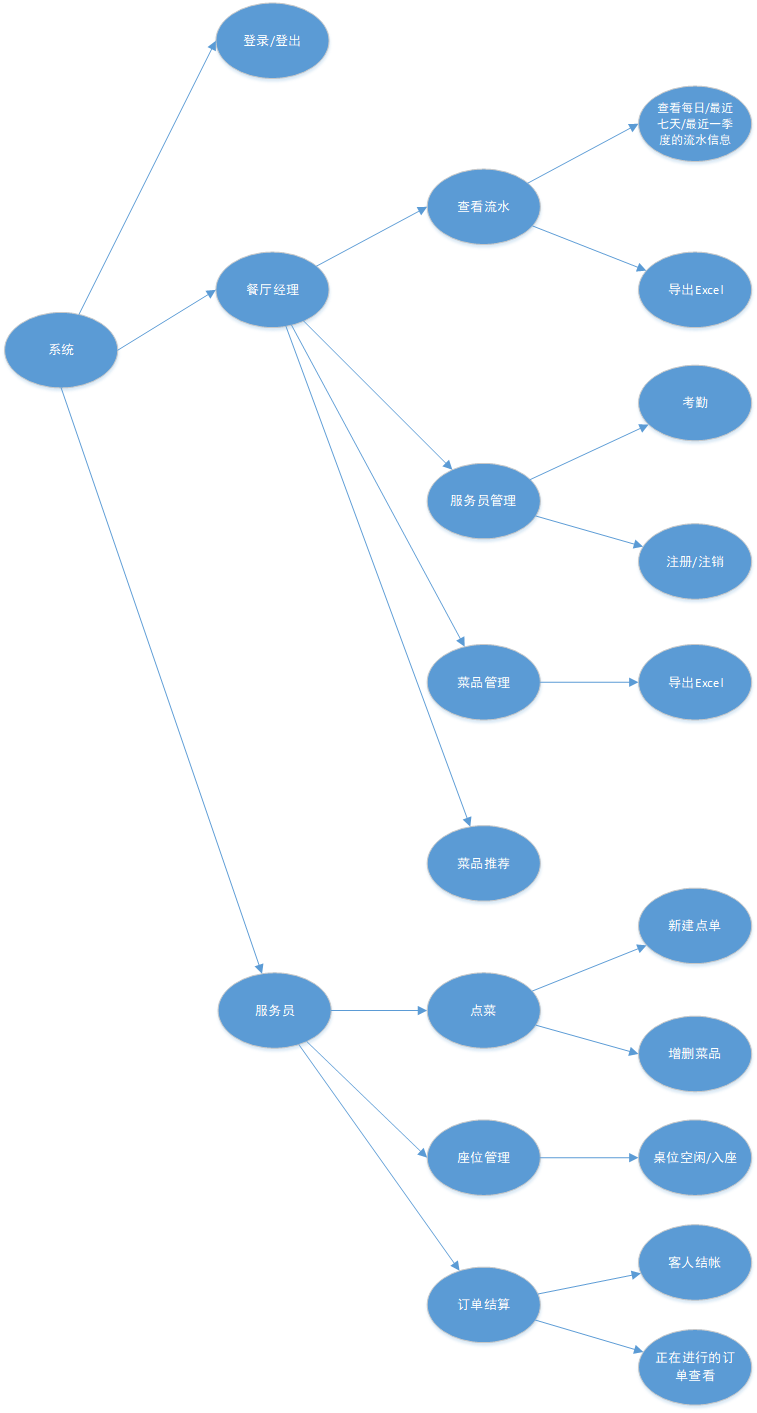 登录/登出
查看每日/最近
七天/最近一季
度的流水信息
查看流水
餐厅经理
导出Excel
系统
考勤
服务员管理
注册/注销
菜品管理
导出Excel
菜品推荐
新建点单
服务员
点菜
增删菜品
座位管理
桌位空闲/入座
客人结帐
订单结算
正在进行的订
单查看